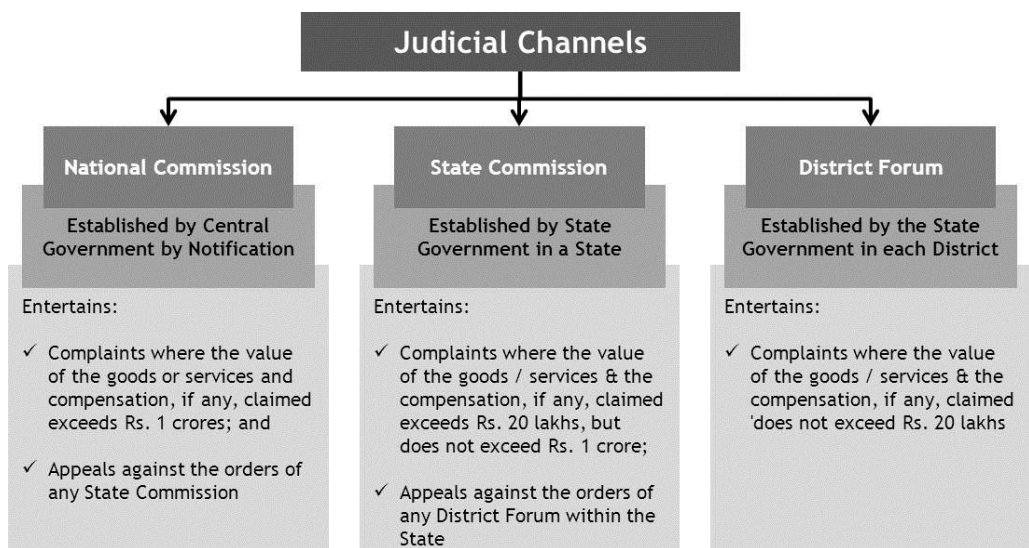 Judicial Channels
National Commission
Established by Central
Government by Notification
Entertains:
✓ Complaints where the value
of the goods or services and
compensation, if any, claimed
exceeds Rs. 1 crores; and
✓ Appeals against the orders of
any State Commission
State Commission
Established by State
Government in a State
Entertains:
✓ Complaints where the value
of the goods / services & the
compensation, if any, claimed
exceeds Rs. 20 lakhs, but
does not exceed Rs. 1 crore;
✓ Appeals against the orders of
any District Forum within the
State
District Forum
Established by the State
Government in each District
Entertains:
✓ Complaints where the value
of the goods / services & the
compensation, if any, claimed
'does not exceed Rs. 20 lakhs